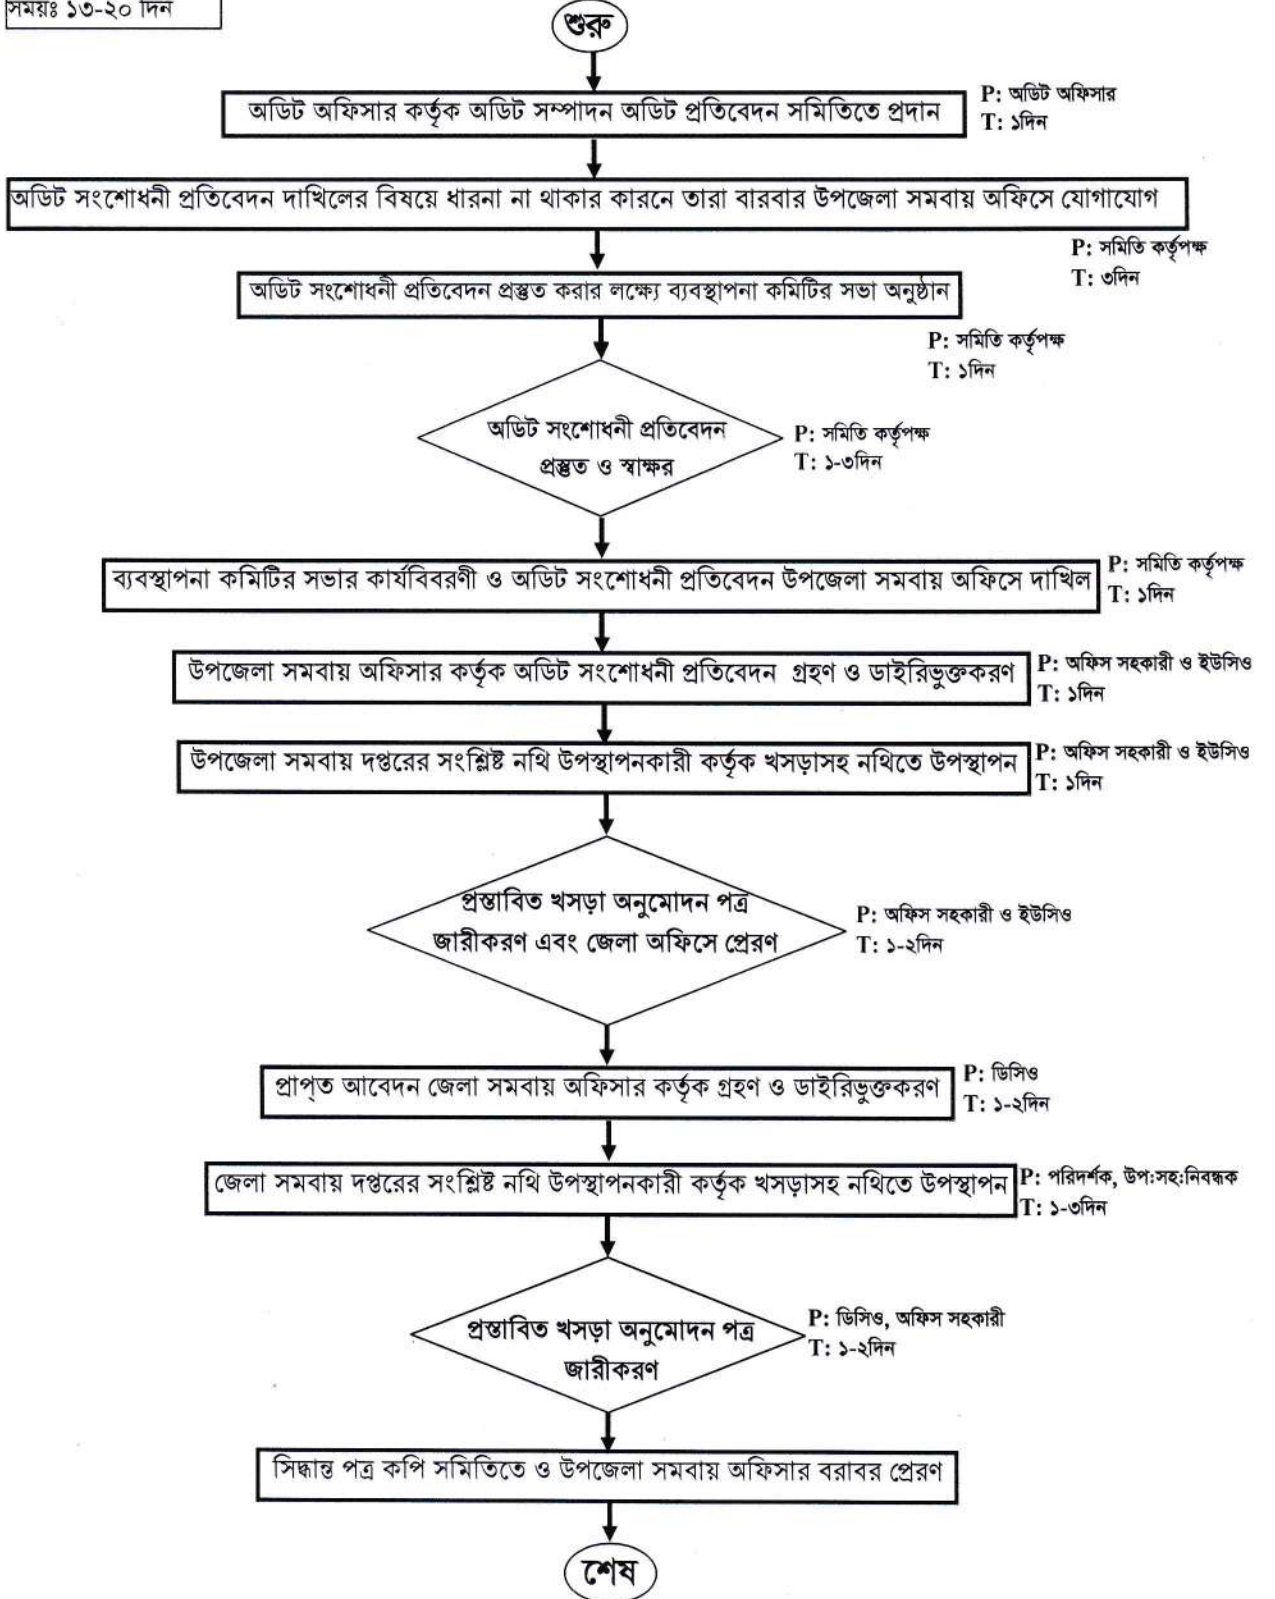 সময়ঃ ১৩-২০ দিন
শুরু
অডিট অফিসার কর্তৃক অডিট সম্পাদন অডিট প্রতিবেদন সমিতিতে প্রদান
P: অডিট অফিসার
T: ১দিন
অডিট সংশোধনী প্রতিবেদন দাখিলের বিষয়ে ধারনা না থাকার কারনে তারা বারবার উপজেলা সমবায় অফিসে যোগাযোগ
P: সমিতি কর্তৃপক্ষ
T: ৩দিন
অডিট সংশোধনী প্রতিবেদন প্রস্তুত করার লক্ষ্যে ব্যবস্থাপনা কমিটির সভা অনুষ্ঠান
P: সমিতি কর্তৃপক্ষ
T: ১দিন
অডিট সংশোধনী প্রতিবেদন
প্রস্তুত ও স্বাক্ষর
P: সমিতি কর্তৃপক্ষ
T: ১-৩দিন
ব্যবস্থাপনা কমিটির সভার কার্যবিবরণী ও অডিট সংশোধনী প্রতিবেদন উপজেলা সমবায় অফিসে দাখিল
P: সমিতি কর্তৃপক্ষ
T: ১দিন
উপজেলা সমবায় অফিসার কর্তৃক অডিট সংশোধনী প্রতিবেদন গ্রহণ ও ডাইরিভুক্তকরণ
P: অফিস সহকারী ও ইউসিও
T: ১দিন
উপজেলা সমবায় দপ্তরের সংশ্লিষ্ট নথি উপস্থাপনকারী কর্তৃক খসড়াসহ নথিতে উপস্থাপন
P: অফিস সহকারী ও ইউসিও
T: ১দিন
প্রস্তাবিত খসড়া অনুমোদন পত্র
জারীকরণ এবং জেলা অফিসে প্রেরণ
P: অফিস সহকারী ও ইউসিও
T: ১-২দিন
প্রাপ্ত আবেদন জেলা সমবায় অফিসার কর্তৃক গ্রহণ ও ডাইরিভুক্তকরণ
P: ডিসিও
T: ১-২দিন
জেলা সমবায় দপ্তরের সংশ্লিষ্ট নথি উপস্থাপনকারী কর্তৃক খসড়াসহ নথিতে উপস্থাপন
P: পরিদর্শক, উপ:সহ:নিবন্ধক
T: ১-৩দিন
প্রস্তাবিত খসড়া অনুমোদন পত্র
জারীকরণ
P: ডিসিও, অফিস সহকারী
T: ১-২দিন
সিদ্ধান্ত পত্র কপি সমিতিতে ও উপজেলা সমবায় অফিসার বরাবর প্রেরণ
শেষ